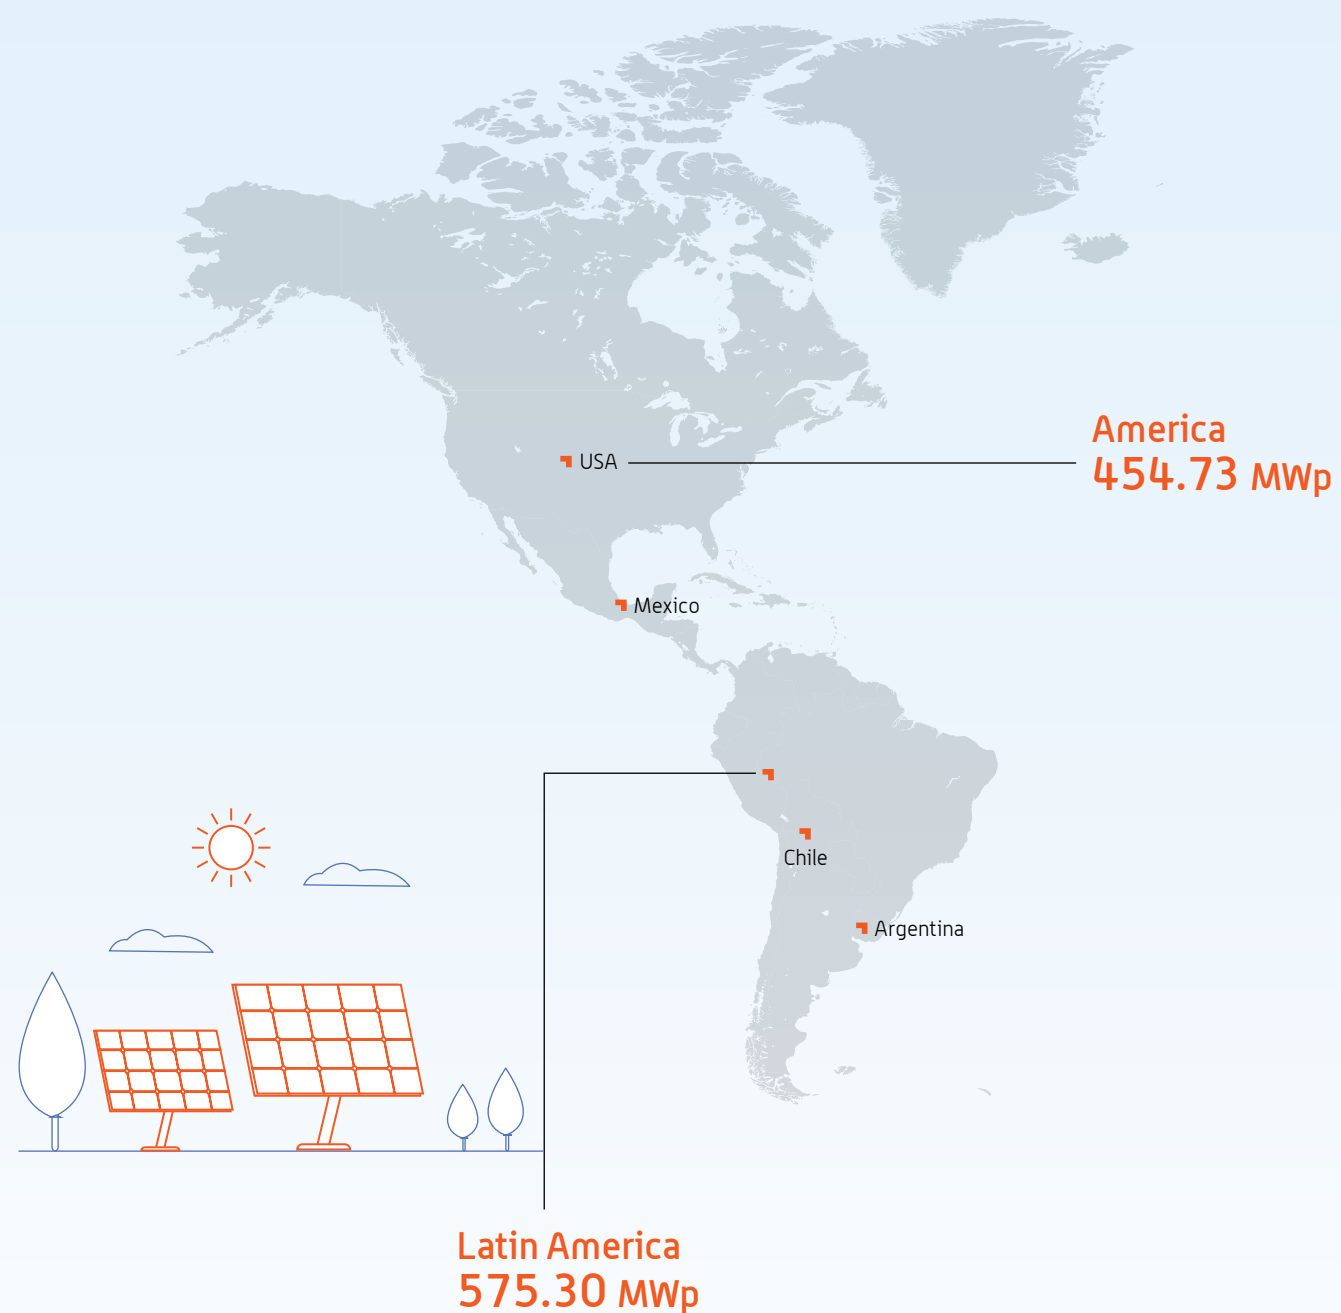 America
454.73 MWp
USA
Mexico
Chile
Argentina
Latin America
575.30 MWp